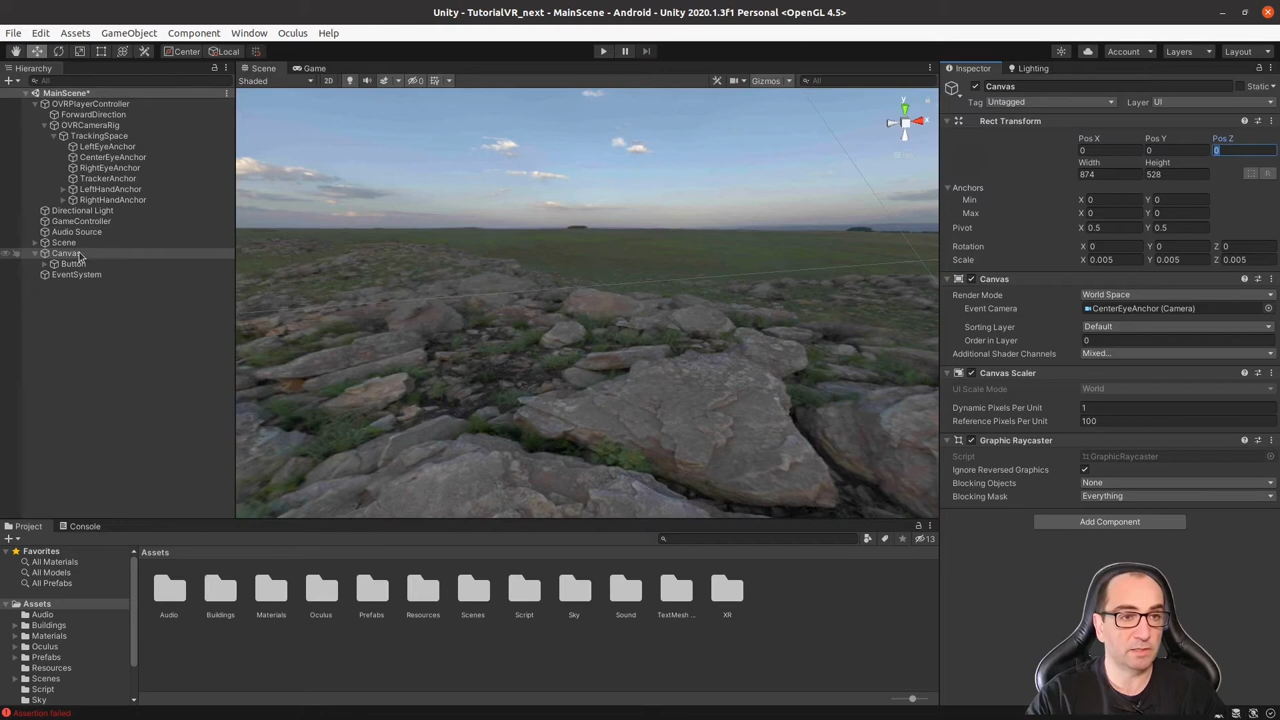 Unity - TutorialVR_next - MainScene - Android - Unity 2020.1.3f1 Personal <OpenGL 4.5>
File Edit Assets GameObject Component Window Oculus Help
Center Local Account Layers Layout
Hierarchy Scene Game Inspector Lighting
All
Shaded 2D 0 Gizmos All
Canvas Static
Tag Untagged Layer UI
MainScene*
OVRPlayerController
ForwardDirection
OVRCameraRig
TrackingSpace
LeftEyeAnchor
CenterEyeAnchor
RightEyeAnchor
TrackerAnchor
LeftHandAnchor
RightHandAnchor
Directional Light
GameController
Audio Source
Scene
Canvas
Button
EventSystem
y
x
Rect Transform
Pos X Pos Y Pos Z
0 0 0
Width Height
874 528
R
Anchors
Min X 0 Y 0
Max X 0 Y 0
Pivot X 0.5 Y 0.5
Rotation X 0 Y 0 Z 0
Scale X 0.005 Y 0.005 Z 0.005
Canvas
Render Mode World Space
Event Camera CenterEyeAnchor (Camera)
Sorting Layer Default
Order in Layer 0
Additional Shader Channels Mixed...
Canvas Scaler
UI Scale Mode World
Dynamic Pixels Per Unit 1
Reference Pixels Per Unit 100
Graphic Raycaster
Script GraphicRaycaster
Ignore Reversed Graphics
Blocking Objects None
Blocking Mask Everything
Add Component
Project Console
13
Favorites
All Materials
All Models
All Prefabs
Assets
Audio
Buildings
Materials
Oculus
Prefabs
Resources
Scenes
Script
Sky
Assets
Audio Buildings Materials Oculus Prefabs Resources Scenes Script Sky Sound TextMesh ... XR
Assertion failed